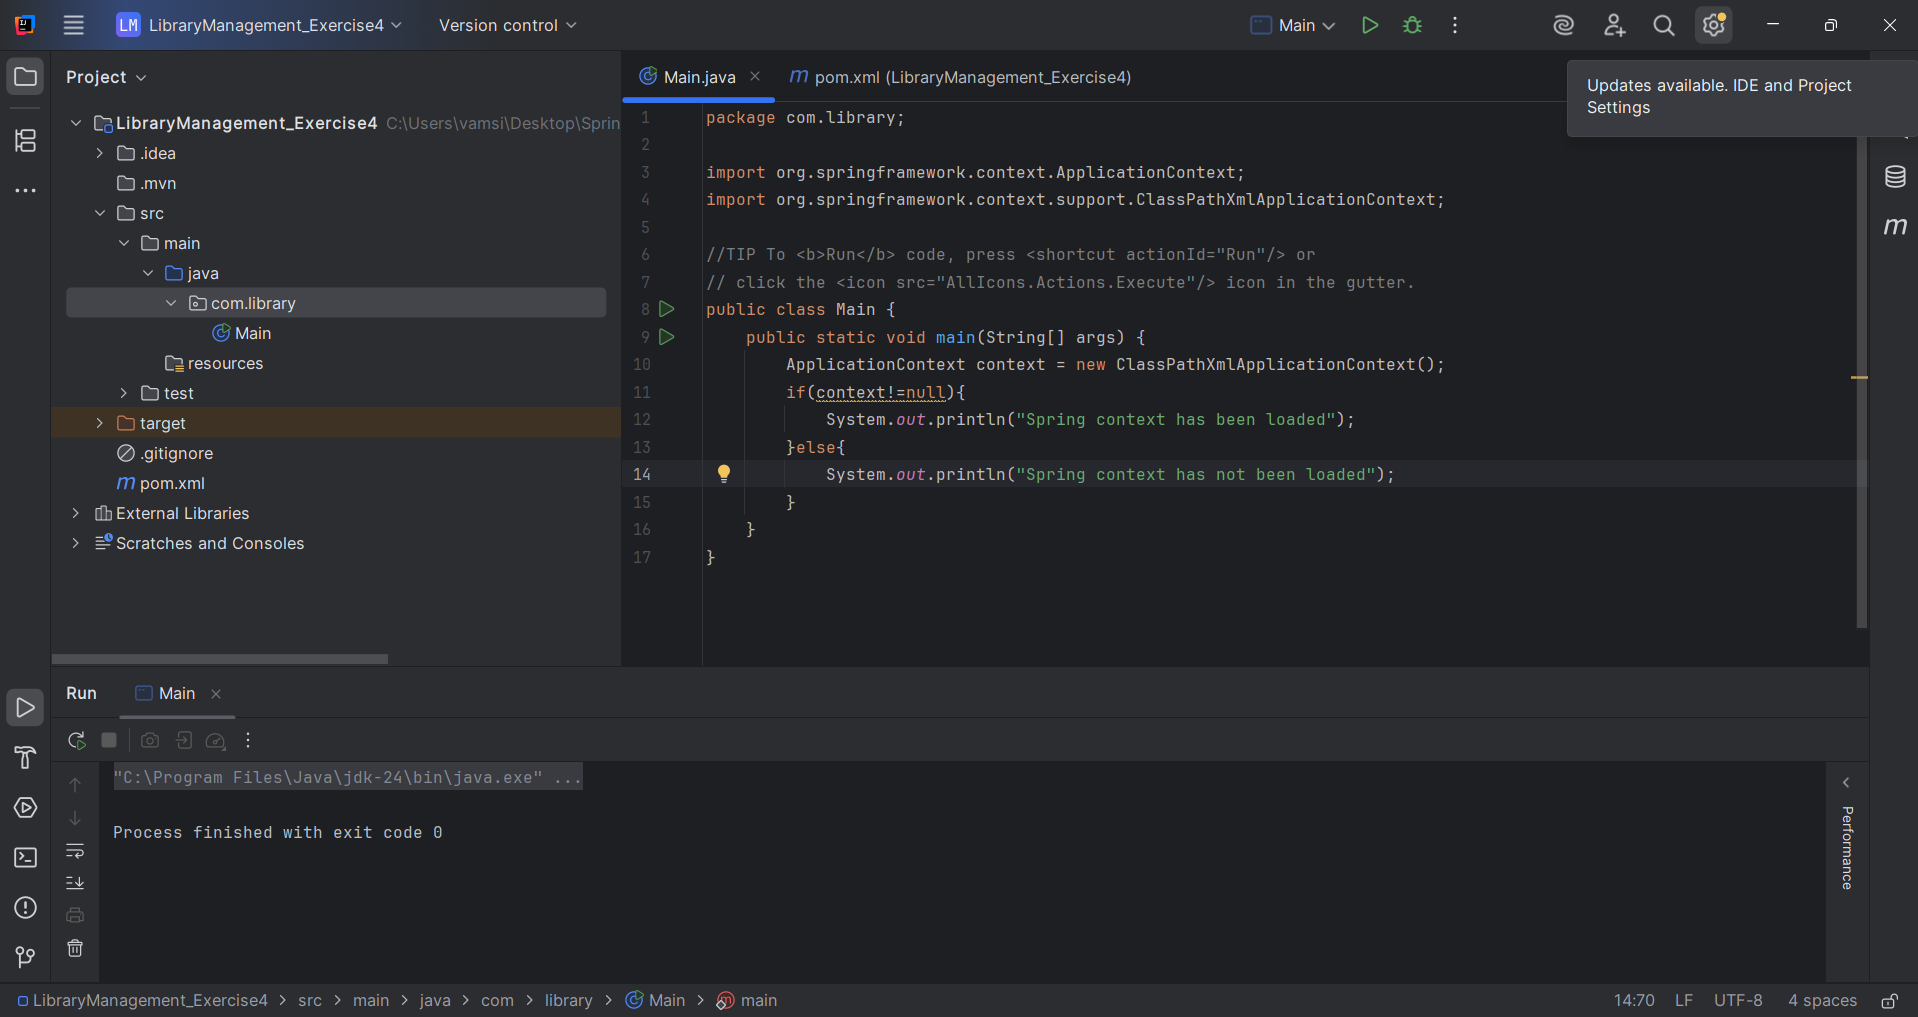 LM LibraryManagement_Exercise4 Version control Main
Project
LibraryManagement_Exercise4 C:\Users\vamsi\Desktop\Sprin
.idea
.mvn
src
main
java
com.library
Main
resources
test
target
.gitignore
pom.xml
External Libraries
Scratches and Consoles
Main.java m pom.xml (LibraryManagement_Exercise4)
Updates available. IDE and Project
Settings
1 package com.library;
2
3 import org.springframework.context.ApplicationContext;
4 import org.springframework.context.support.ClassPathXmlApplicationContext;
5
6 //TIP To <b>Run</b> code, press <shortcut actionId="Run"/> or
7 // click the <icon src="AllIcons.Actions.Execute"/> icon in the gutter.
8 public class Main {
9 public static void main(String[] args) {
10 ApplicationContext context = new ClassPathXmlApplicationContext();
11 if(context!=null){
12 System.out.println("Spring context has been loaded");
13 }else{
14 System.out.println("Spring context has not been loaded");
15 }
16 }
17 }
Run Main
"C:\Program Files\Java\jdk-24\bin\java.exe" ...
Process finished with exit code 0
Performance
LibraryManagement_Exercise4 > src > main > java > com > library > Main > main
14:70 LF UTF-8 4 spaces